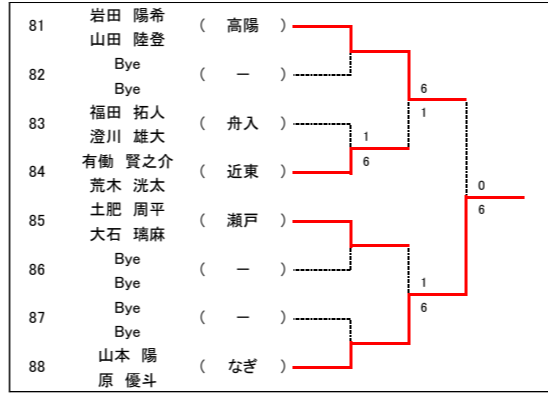 岩田 陽希
81 ( 高陽 )
山田 陸登
Bye
82 ( ー )
Bye
6
1
福田 拓人
83 ( 舟入 )
澄川 雄大
1
6
有働 賢之介
84 ( 近東 )
荒木 洸太
0
6
土肥 周平
85 ( 瀬戸 )
大石 璃麻
Bye
86 ( ー )
Bye
1
6
Bye
87 ( ー )
Bye
山本 陽
88 ( なぎ )
原 優斗